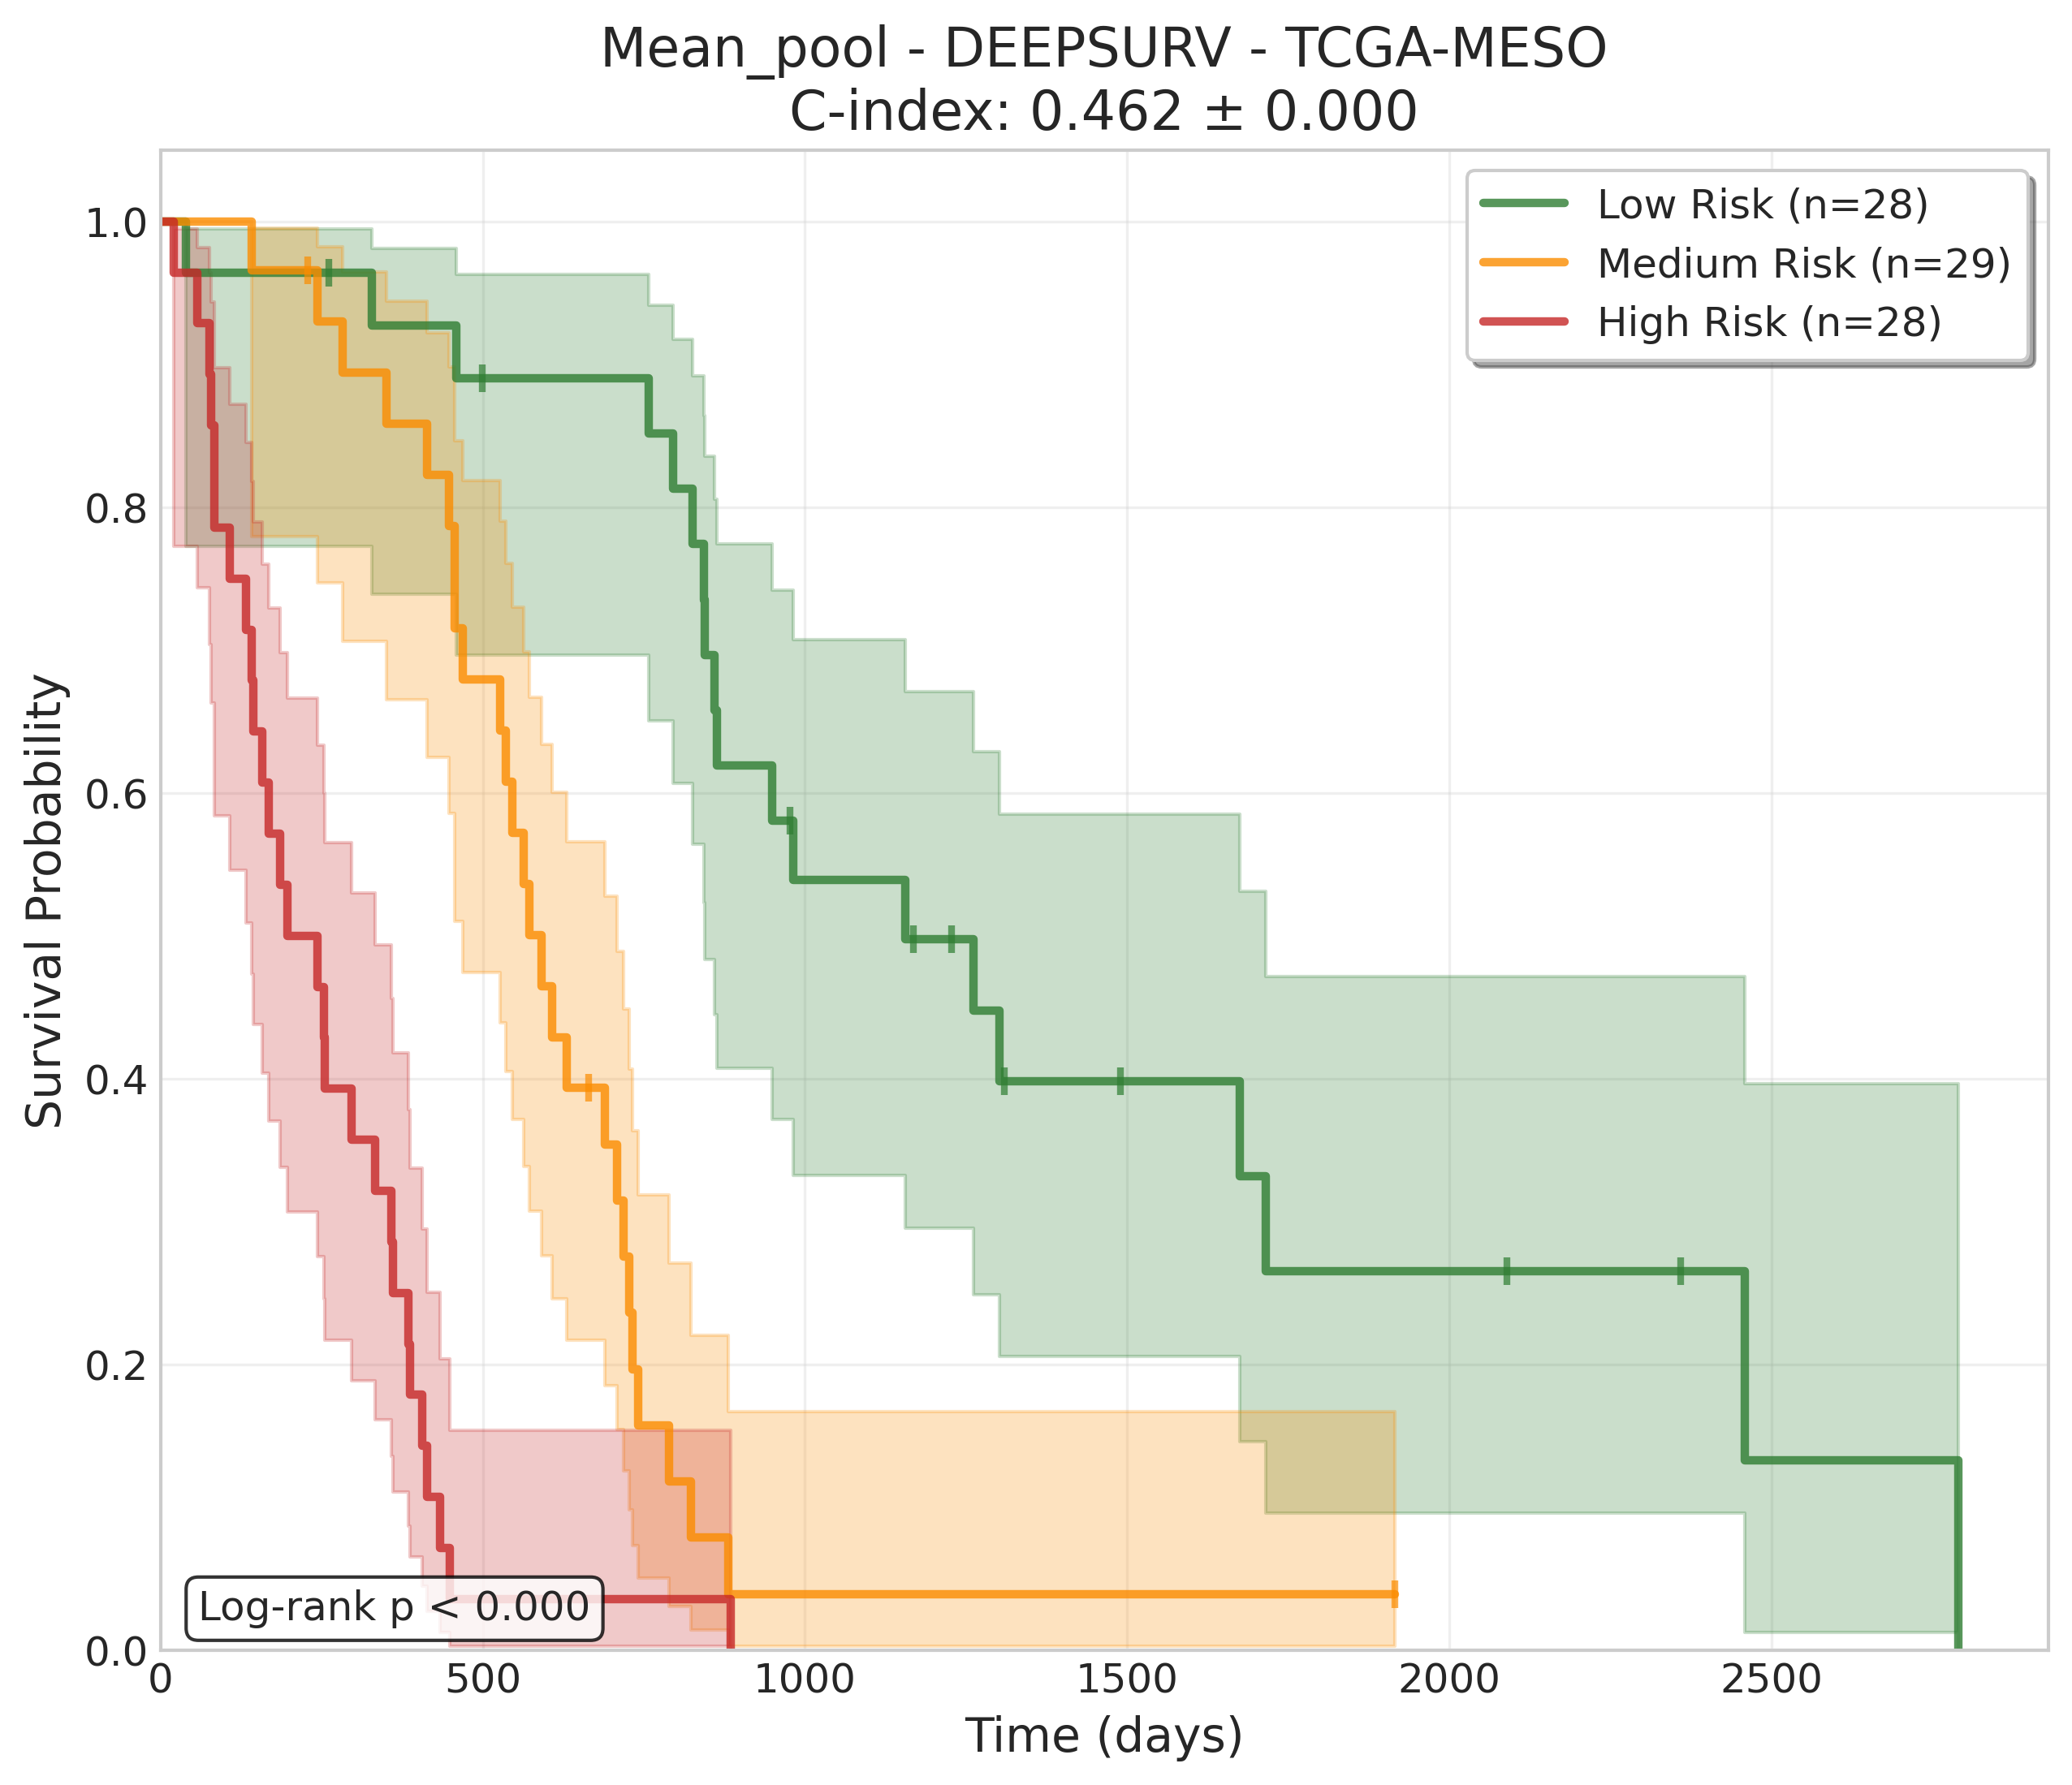 Mean_pool - DEEPSURV - TCGA-MESO
C-index: 0.462 ± 0.000
Low Risk (n=28)
Medium Risk (n=29)
High Risk (n=28)
Survival Probability
1.0
0.8
0.6
0.4
0.2
0.0
Log-rank p < 0.000
0 500 1000 1500 2000 2500
Time (days)